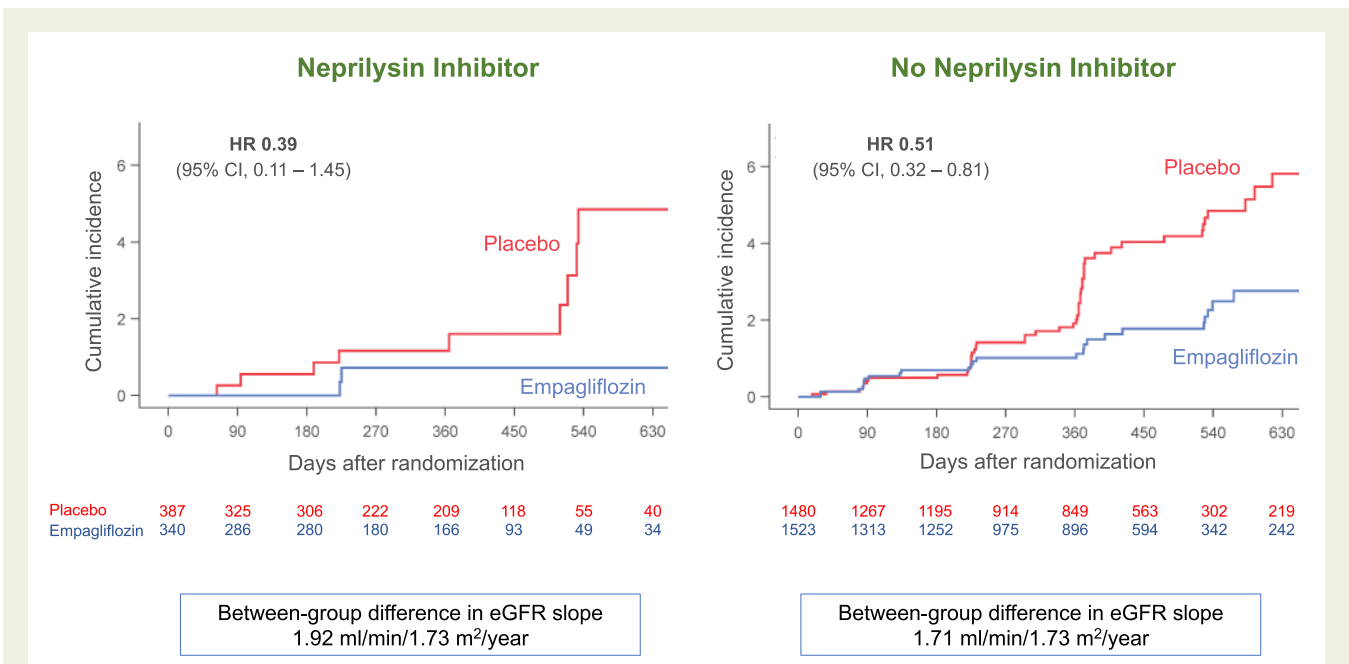 Neprilysin Inhibitor
HR 0.39
(95% CI, 0.11 – 1.45)
Cumulative incidence
6
4
2
0
Placebo
Empagliflozin
0 90 180 270 360 450 540 630
Days after randomization
Placebo 387 325 306 222 209 118 55 40
Empagliflozin 340 286 280 180 166 93 49 34
Between-group difference in eGFR slope
1.92 ml/min/1.73 m²/year
No Neprilysin Inhibitor
HR 0.51
(95% CI, 0.32 – 0.81)
Cumulative incidence
6
4
2
0
Placebo
Empagliflozin
0 90 180 270 360 450 540 630
Days after randomization
1480 1267 1195 914 849 563 302 219
1523 1313 1252 975 896 594 342 242
Between-group difference in eGFR slope
1.71 ml/min/1.73 m²/year